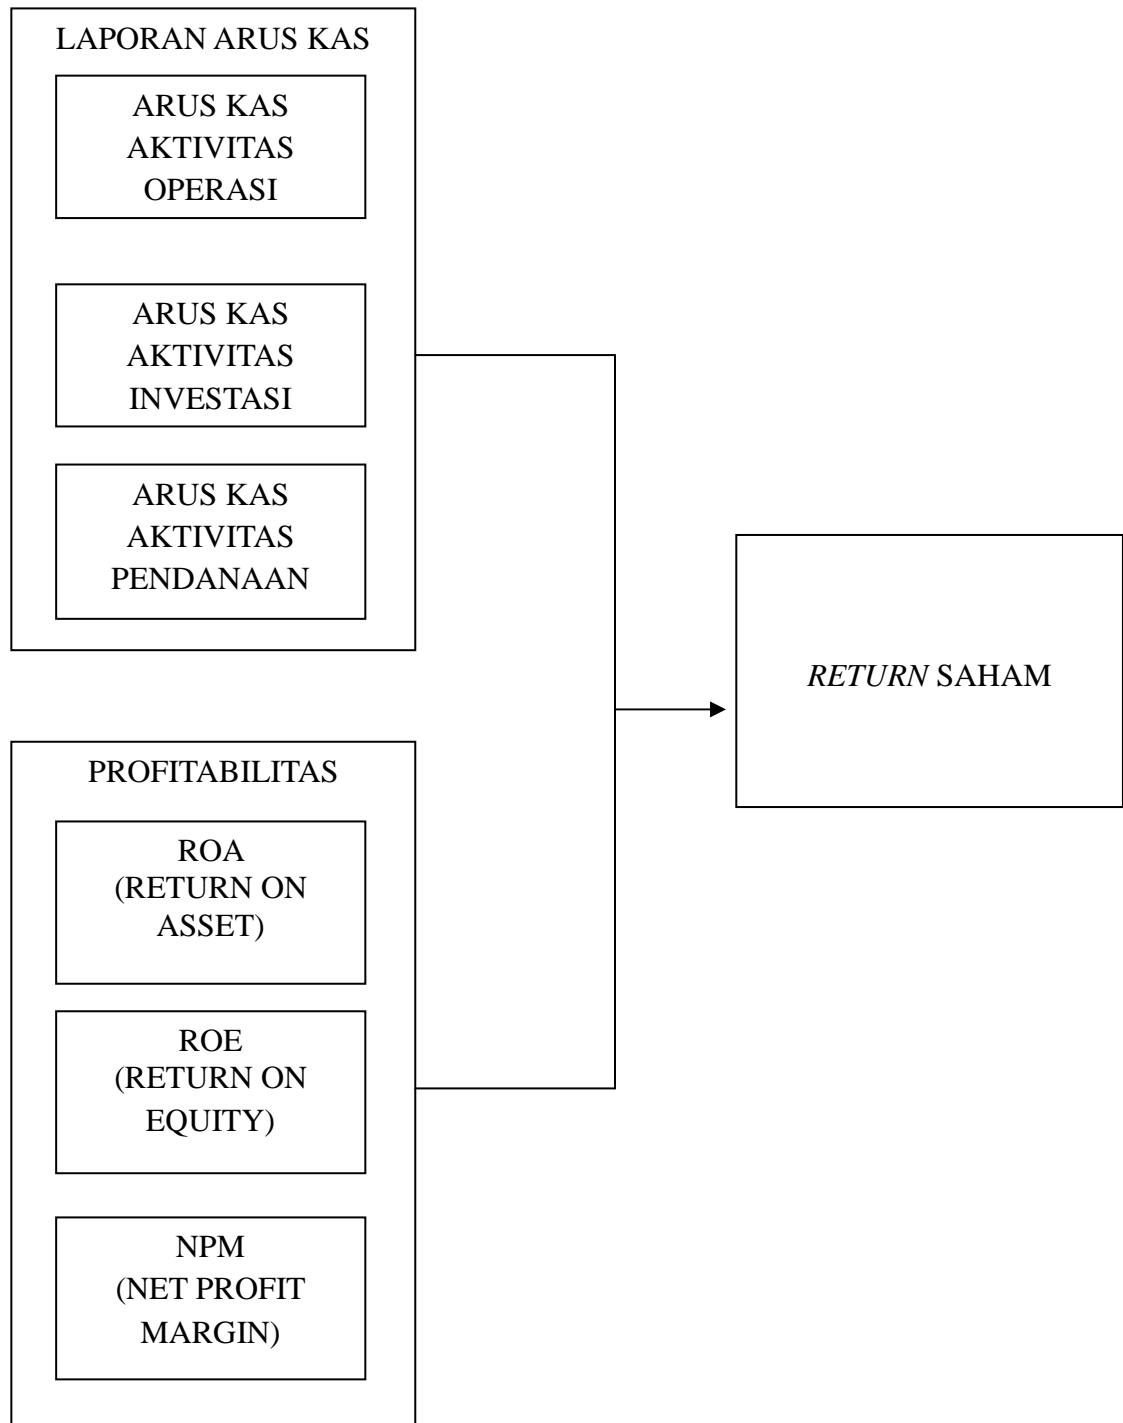 LAPORAN ARUS KAS
ARUS KAS
AKTIVITAS
OPERASI
ARUS KAS
AKTIVITAS
INVESTASI
ARUS KAS
AKTIVITAS
PENDANAAN
RETURN SAHAM
PROFITABILITAS
ROA
(RETURN ON
ASSET)
ROE
(RETURN ON
EQUITY)
NPM
(NET PROFIT
MARGIN)